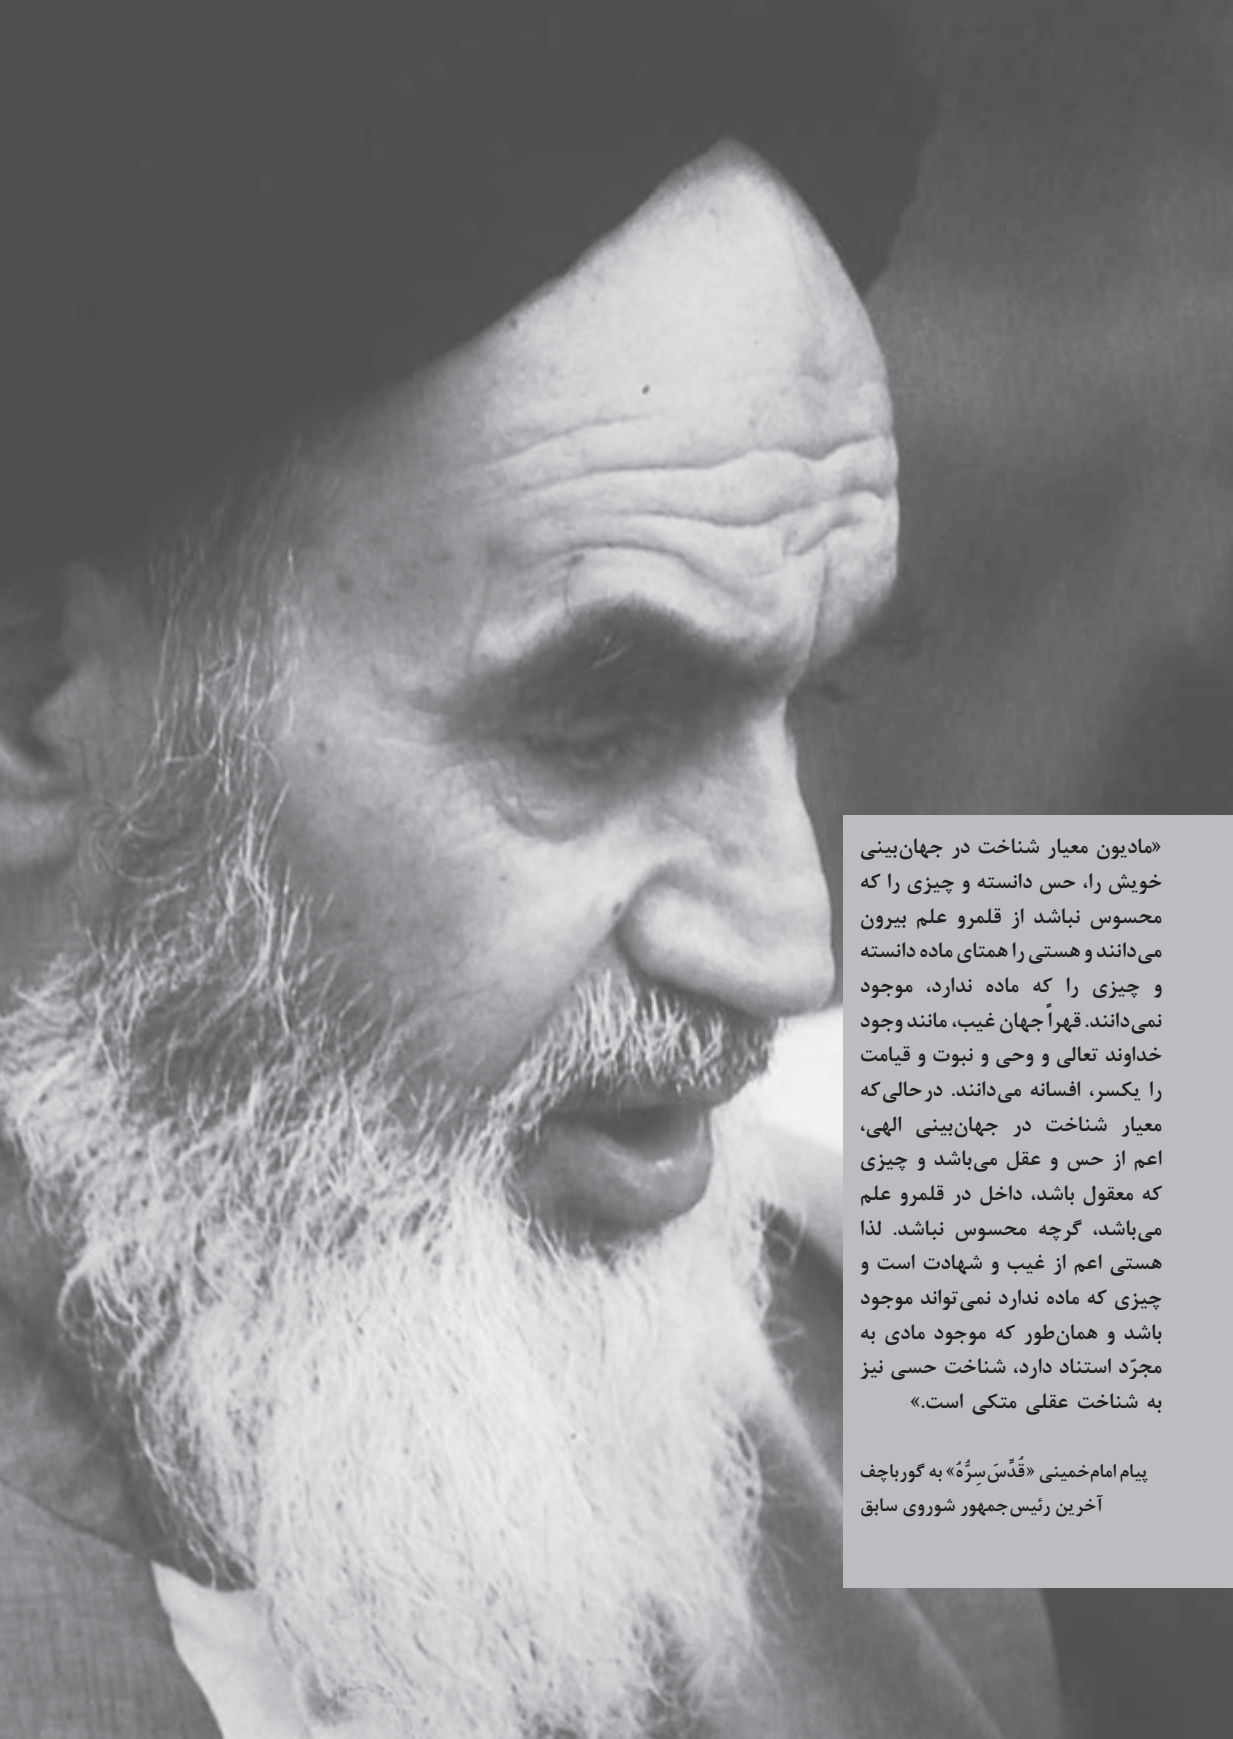 «مادیون معیار شناخت در جهان‌بینی
خویش را، حس دانسته و چیزی را که
محسوس نباشد از قلمرو علم بیرون
می‌دانند و هستی را همتای ماده دانسته
و چیزی را که ماده ندارد، موجود
نمی‌دانند. قهراً جهان غیب، مانند وجود
خداوند تعالی و وحی و نبوت و قیامت
را یکسر، افسانه می‌دانند. درحالی‌که
معیار شناخت در جهان‌بینی الهی،
اعم از حس و عقل می‌باشد و چیزی
که معقول باشد، داخل در قلمرو علم
می‌باشد، گرچه محسوس نباشد. لذا
هستی اعم از غیب و شهادت است و
چیزی که ماده ندارد نمی‌تواند موجود
باشد و همان‌طور که موجود مادی به
مجرّد استناد دارد، شناخت حسی نیز
به شناخت عقلی متکی است.»
پیام امام‌خمینی «قُدِّسَ سِرُّهُ» به گورباچف
آخرین رئیس‌جمهور شوروی سابق